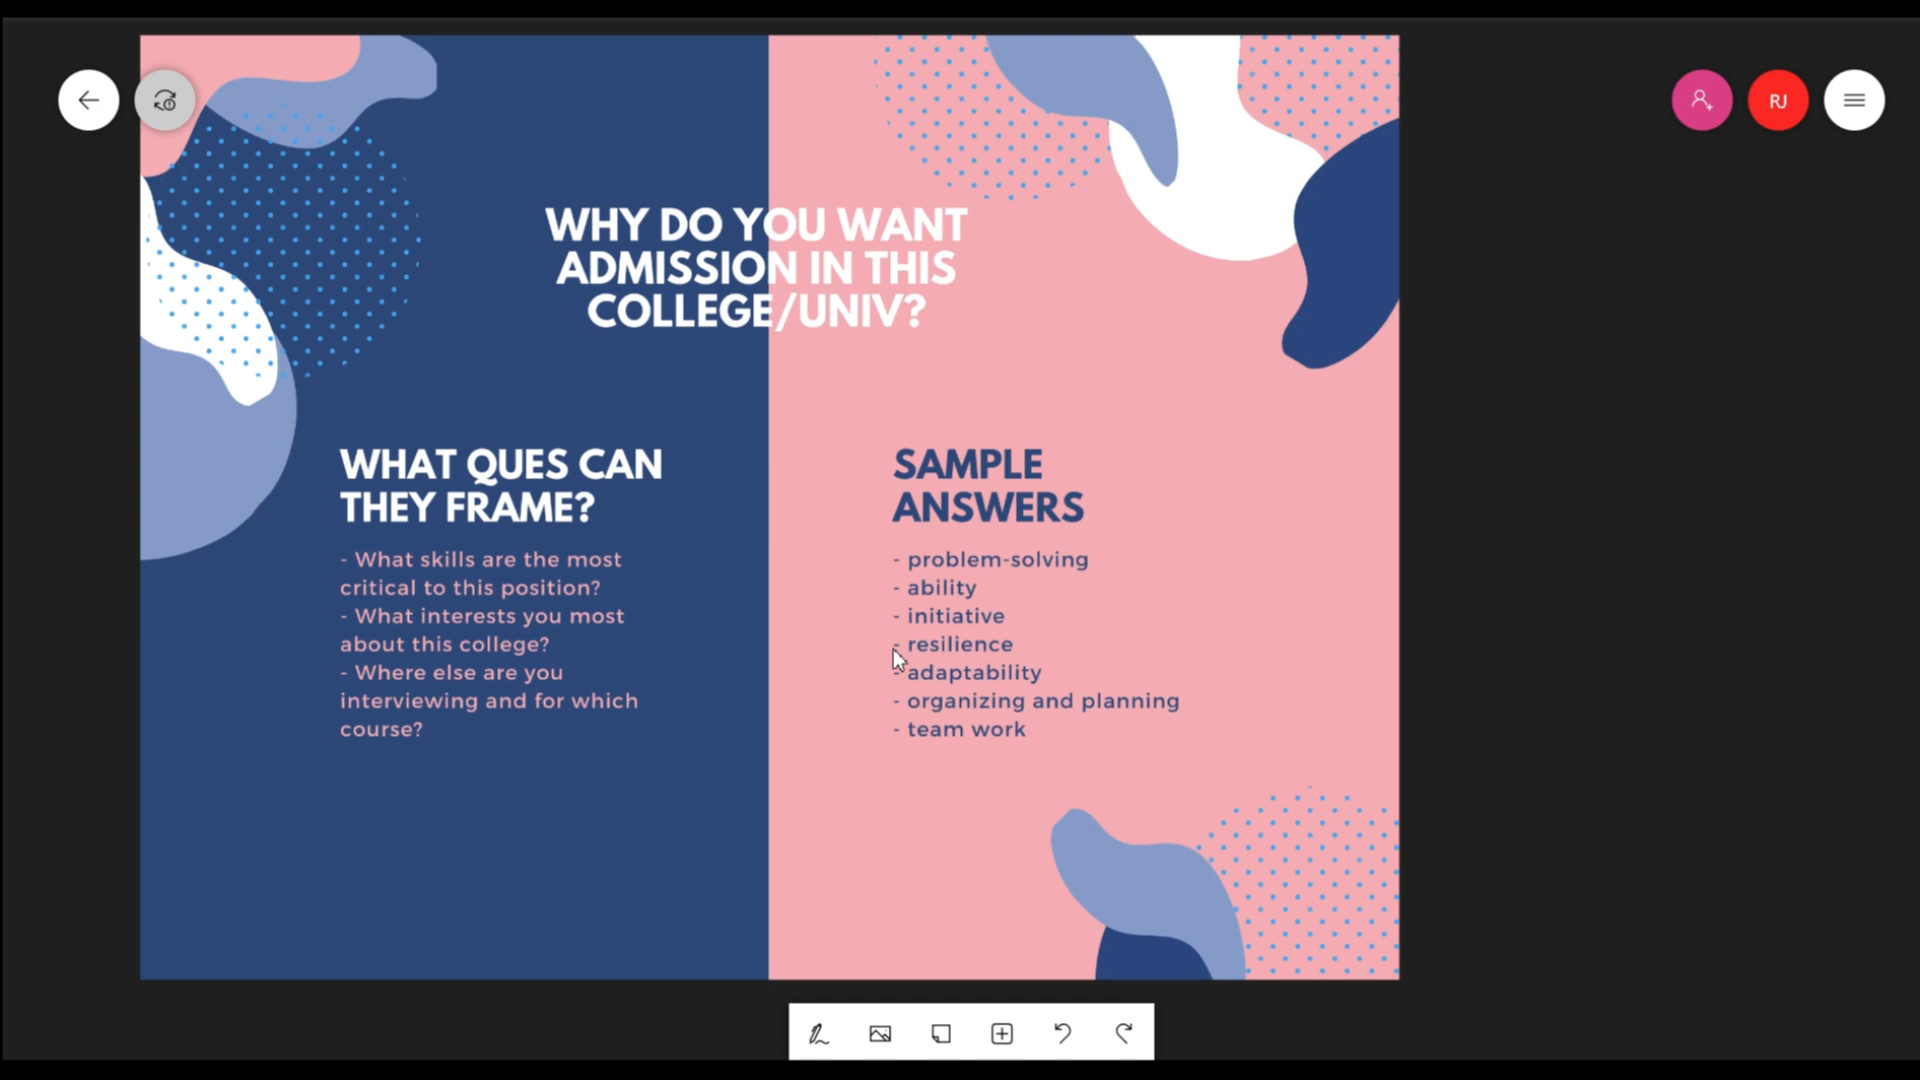 RJ
WHY DO YOU WANT
ADMISSION IN THIS
COLLEGE/UNIV?
WHAT QUES CAN
THEY FRAME?
- What skills are the most
critical to this position?
- What interests you most
about this college?
- Where else are you
interviewing and for which
course?
SAMPLE
ANSWERS
- problem-solving
- ability
- initiative
- resilience
- adaptability
- organizing and planning
- team work